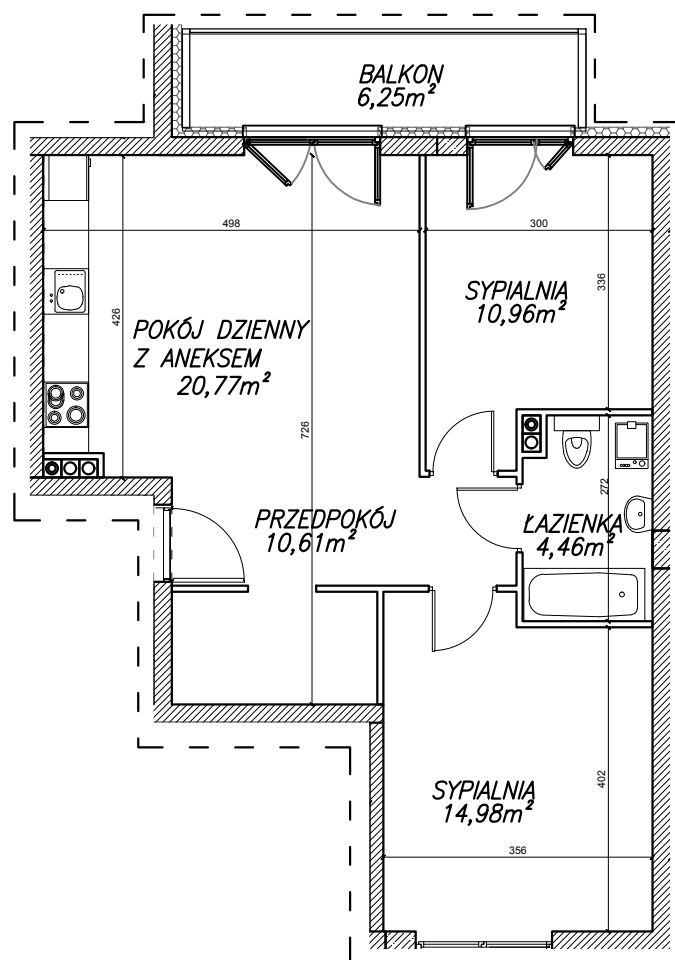 BALKON
6,25m²
498
300
426
336
SYPIALNIA
10,96m²
POKÓJ DZIENNY
Z ANEKSEM
20,77m²
726
272
PRZEDPOKÓJ
10,61m²
ŁAZIENKA
4,46m²
SYPIALNIA
14,98m²
402
356